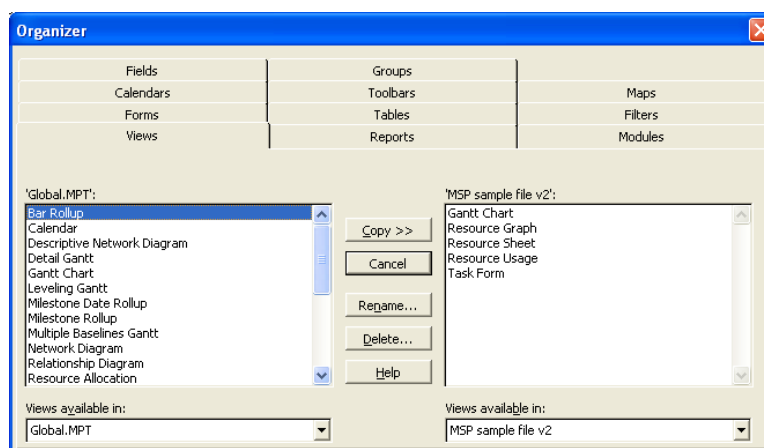 Organizer
Fields Groups
Calendars Toolbars Maps
Forms Tables Filters
Views Reports Modules
'Global.MPT':
Bar Rollup
Calendar
Descriptive Network Diagram
Detail Gantt
Gantt Chart
Leveling Gantt
Milestone Date Rollup
Milestone Rollup
Multiple Baselines Gantt
Network Diagram
Relationship Diagram
Resource Allocation
Copy >>
Cancel
Rename...
Delete...
Help
'MSP sample file v2':
Gantt Chart
Resource Graph
Resource Sheet
Resource Usage
Task Form
Views available in:
Global.MPT
Views available in:
MSP sample file v2